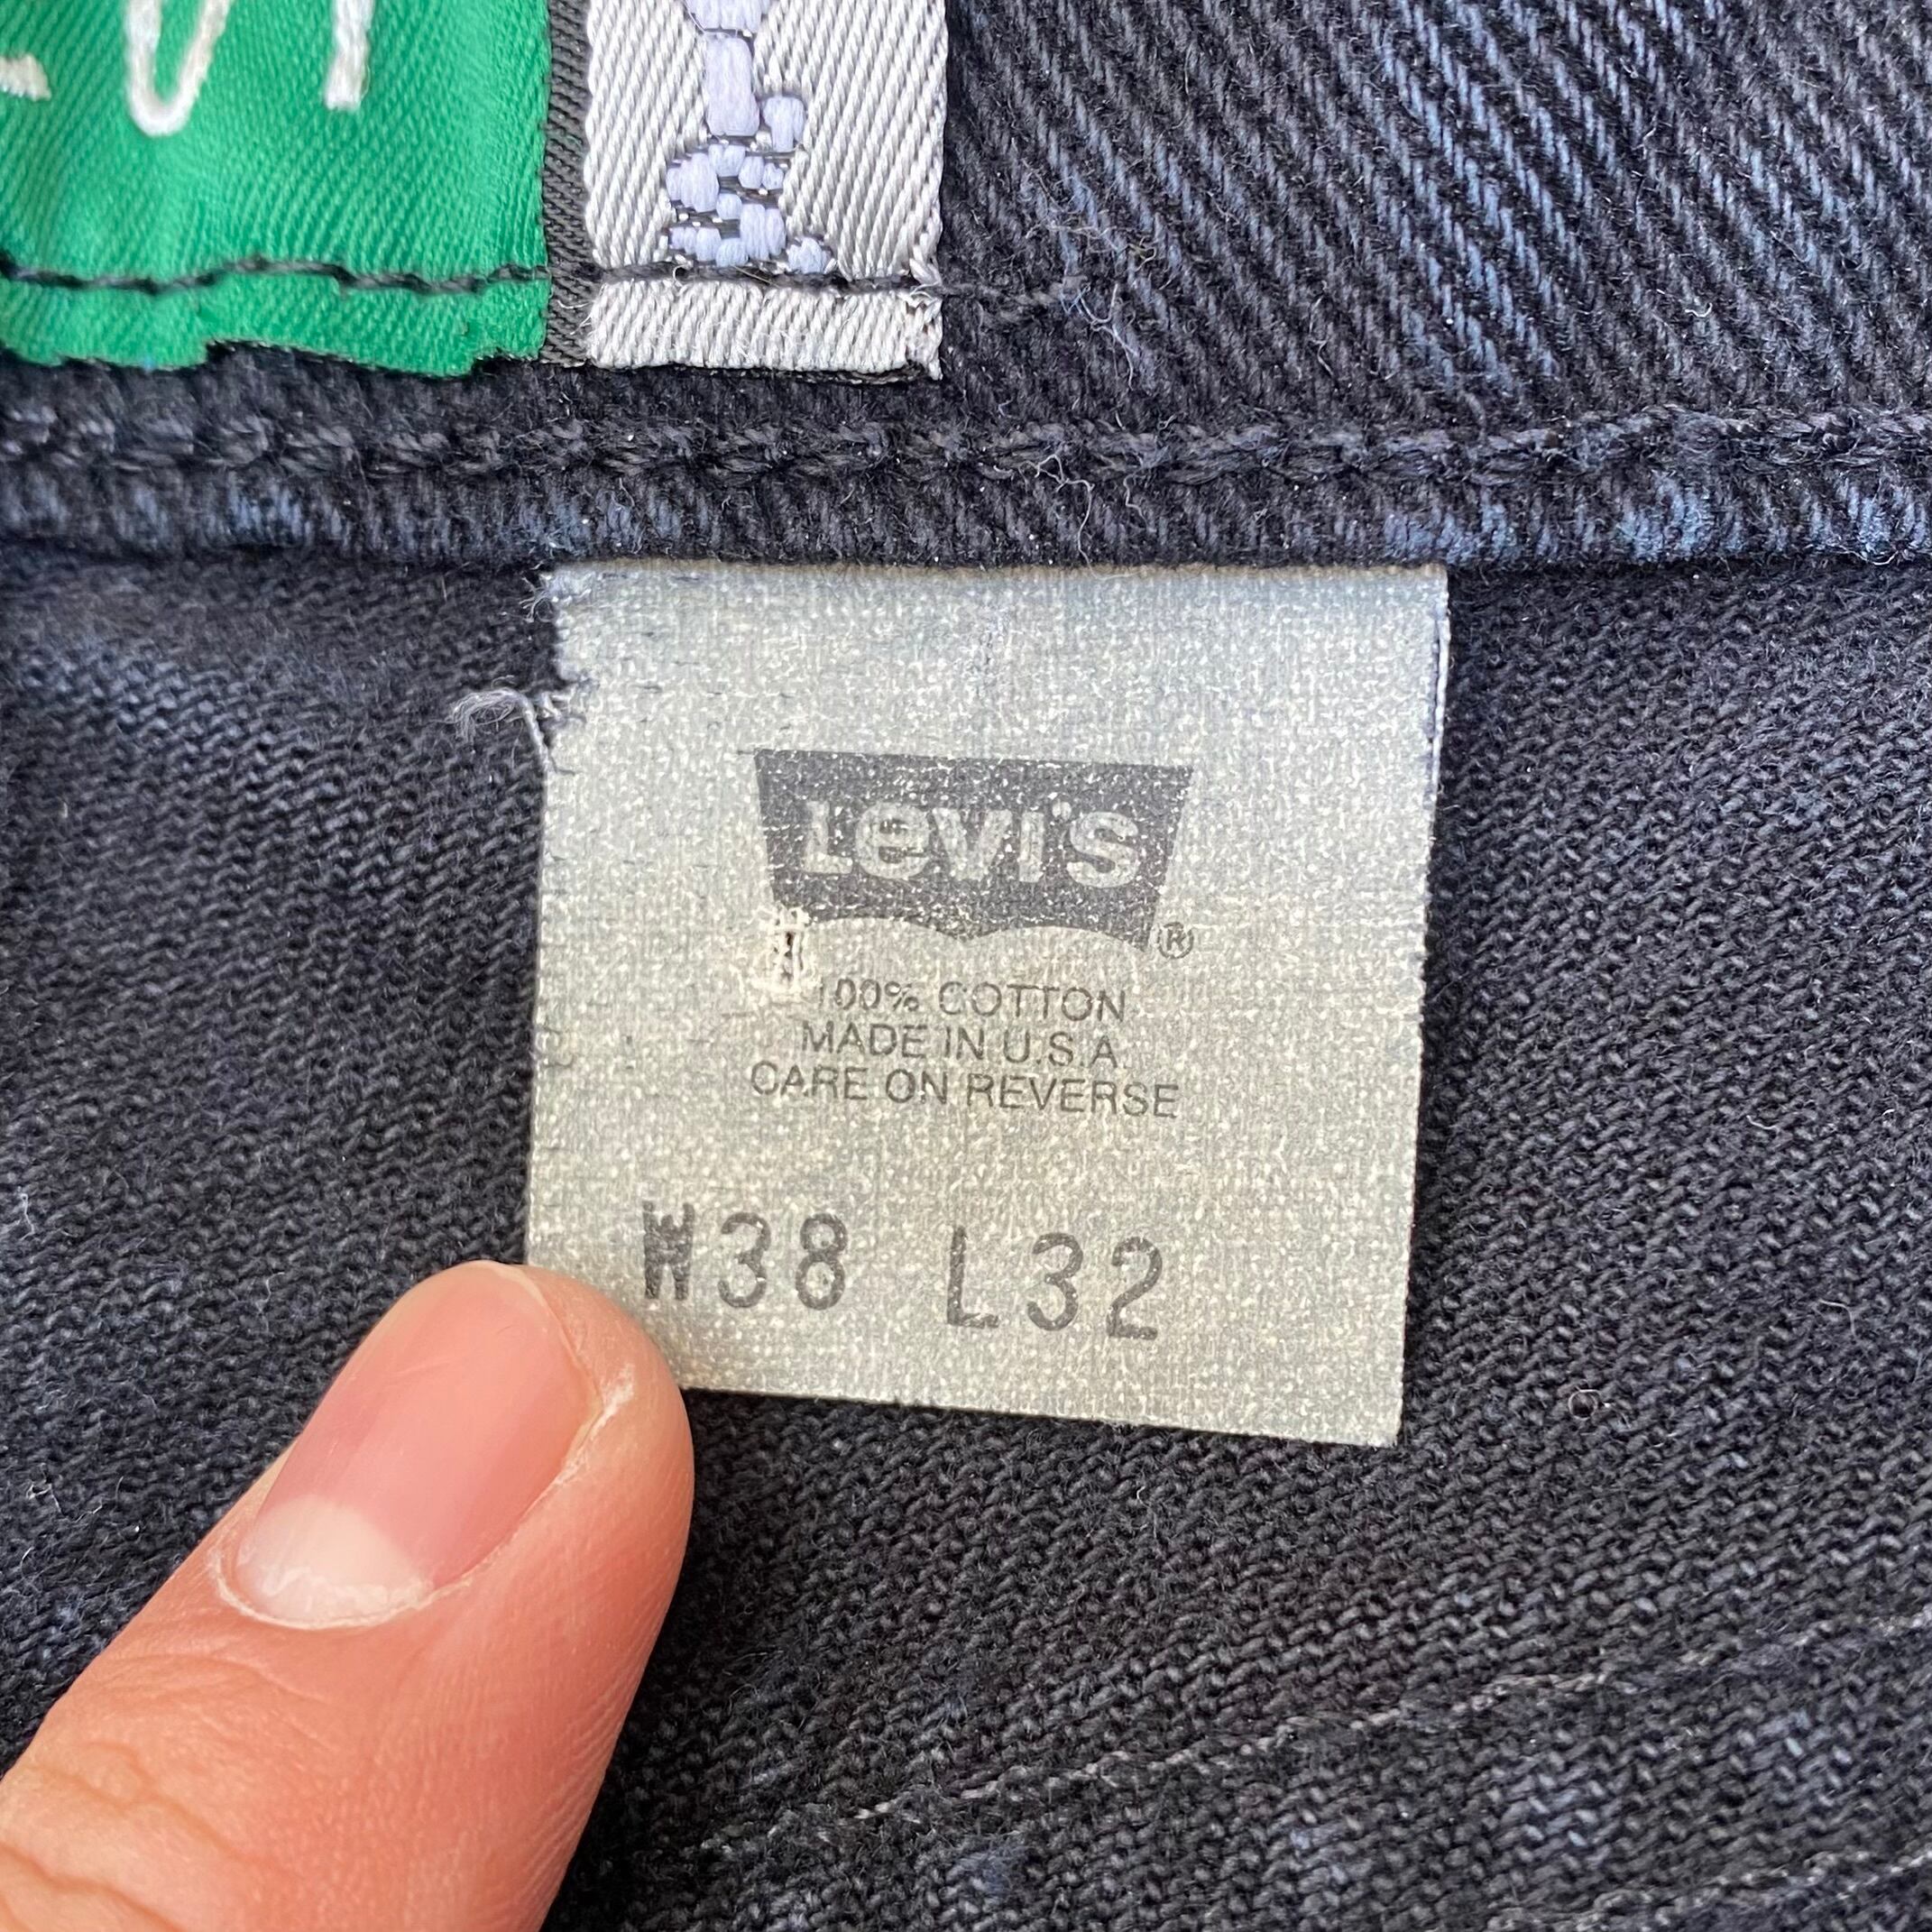 Levi's
®
100% COTTON
MADE IN U.S.A.
CARE ON REVERSE
W38 L32